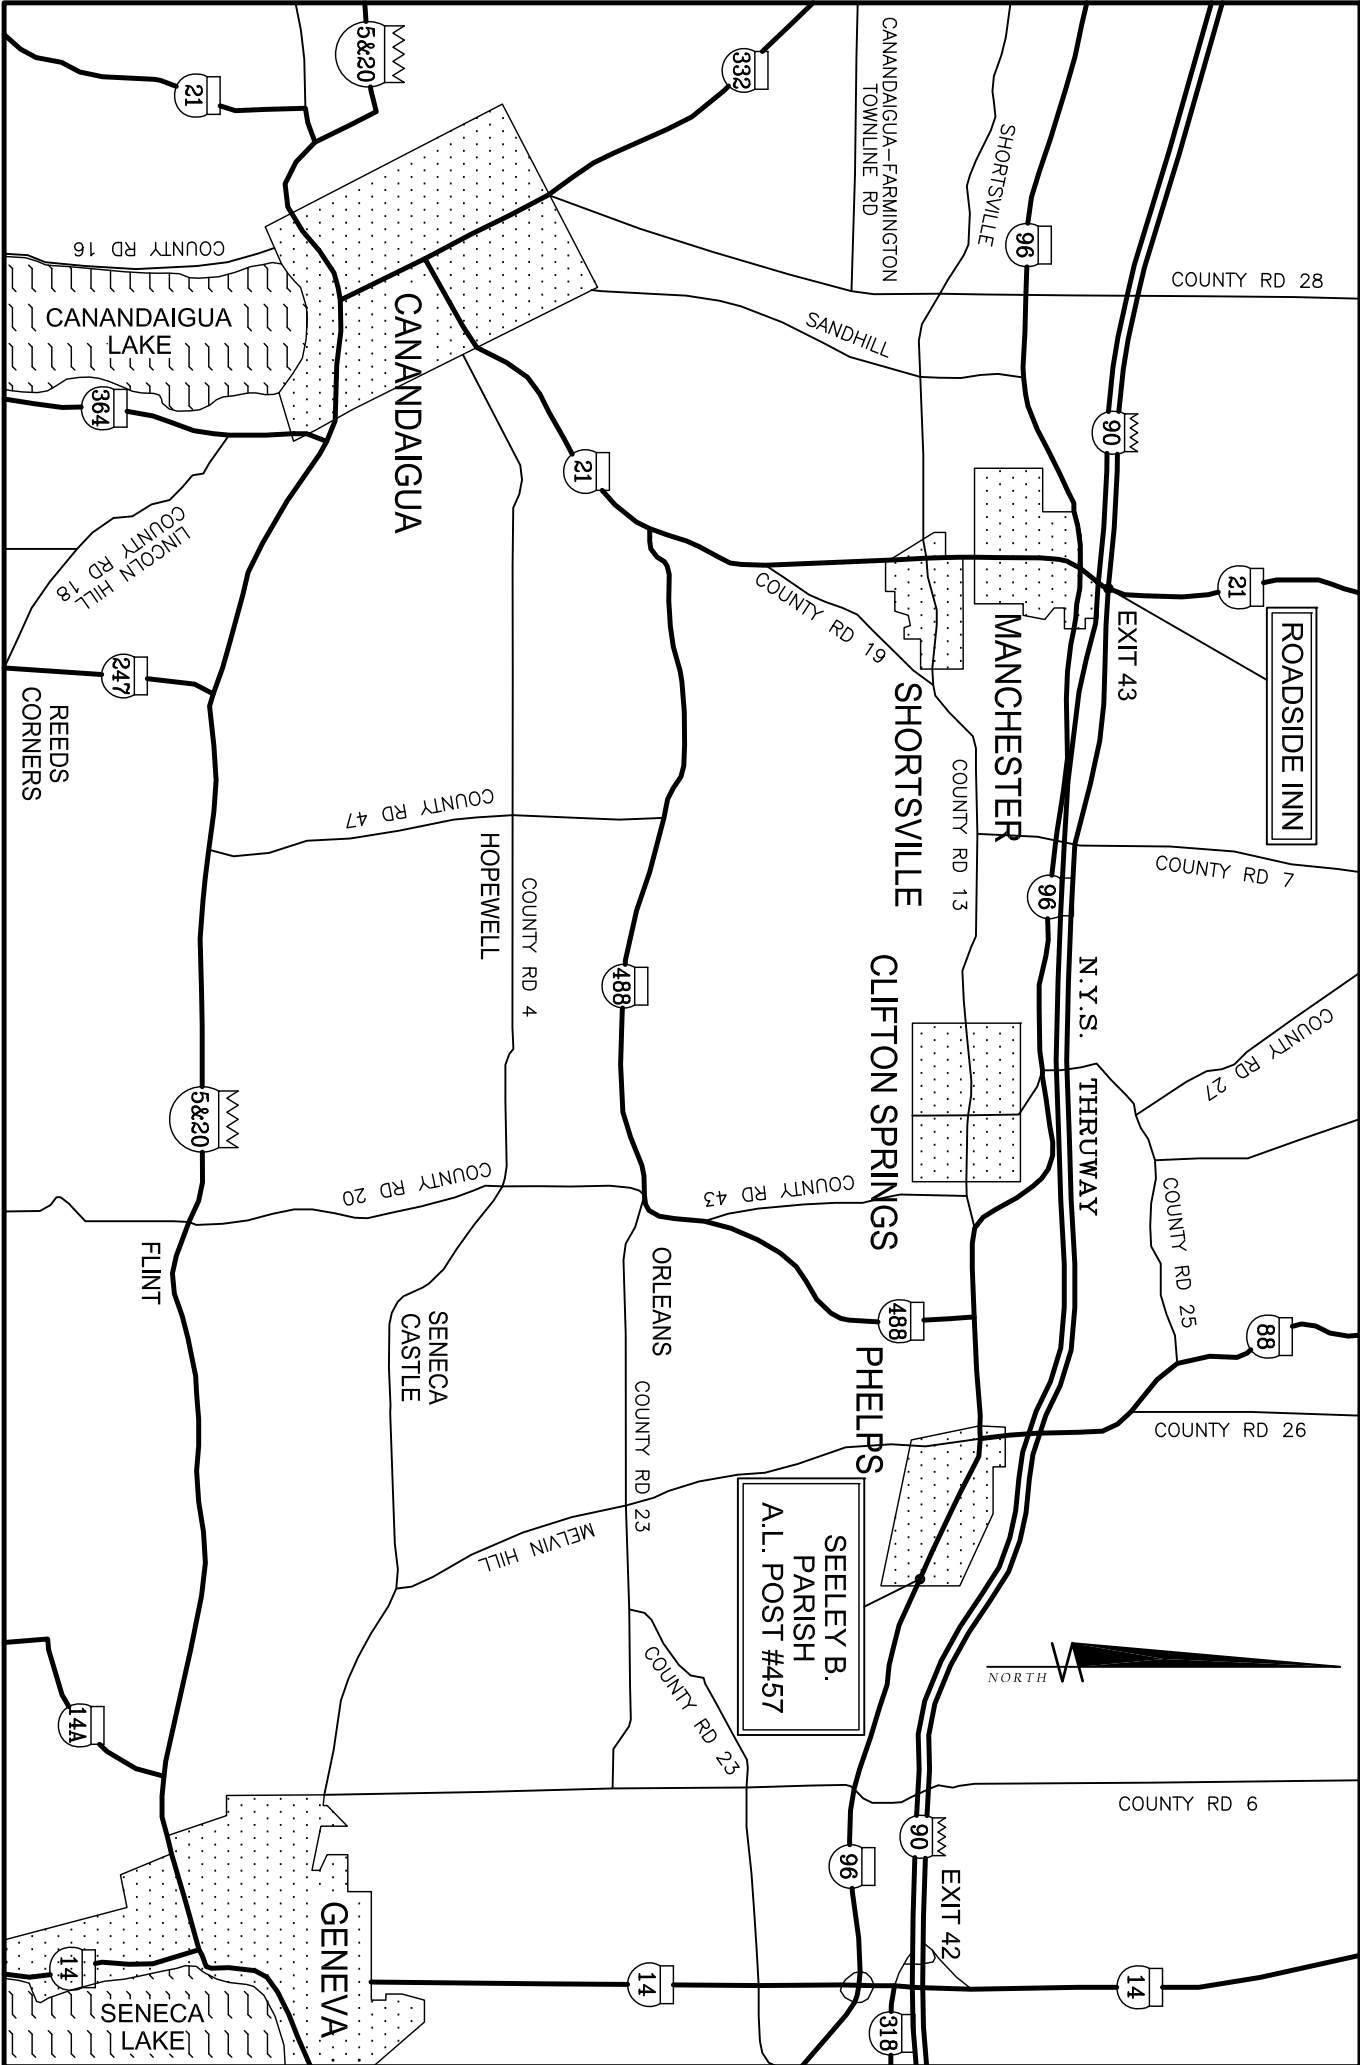 5&20
21
332
CANANDAIGUA-FARMINGTON
TOWNLINE RD
SHORTSVILLE
96
COUNTY RD 28
COUNTY RD 16
CANANDAIGUA
LAKE
CANANDAIGUA
SANDHILL
364
90
21
LINCOLN HILL
COUNTY RD 18
21
ROADSIDE INN
EXIT 43
MANCHESTER
COUNTY RD 19
SHORTSVILLE
247
REEDS
CORNERS
COUNTY RD 47
HOPEWELL
COUNTY RD 4
COUNTY RD 13
COUNTY RD 7
96
488
CLIFTON SPRINGS
N.Y.S. THRUWAY
COUNTY RD 27
5&20
COUNTY RD 20
COUNTY RD 43
COUNTY RD 25
FLINT
ORLEANS
SENECA
CASTLE
488
88
PHELPS
COUNTY RD 23
COUNTY RD 26
MELVIN HILL
SEELEY B.
PARISH
A.L. POST #457
NORTH
COUNTY RD 23
14A
COUNTY RD 6
90
96
EXIT 42
GENEVA
14
14
14
318
SENECA
LAKE